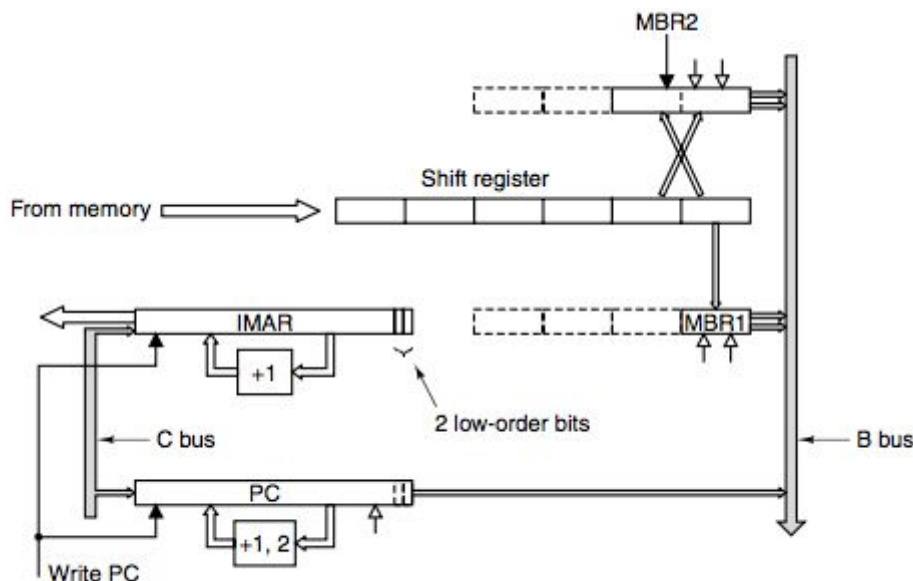 MBR2
Shift register
From memory
IMAR
MBR1
+1
2 low-order bits
C bus
B bus
PC
+1, 2
Write PC